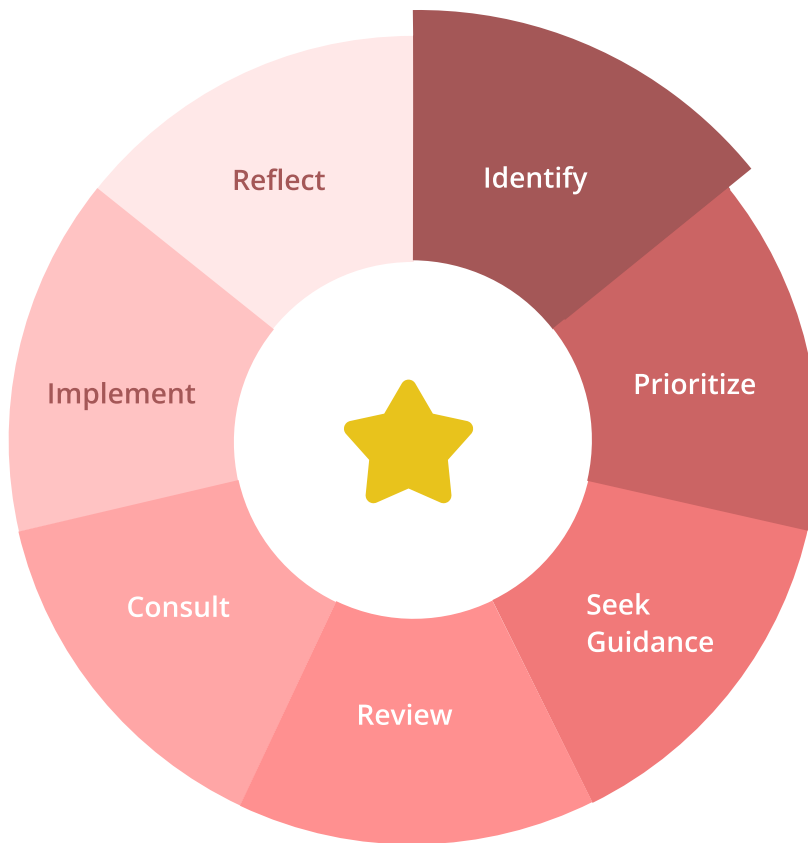 Identify
Prioritize
Seek
Guidance
Review
Consult
Implement
Reflect